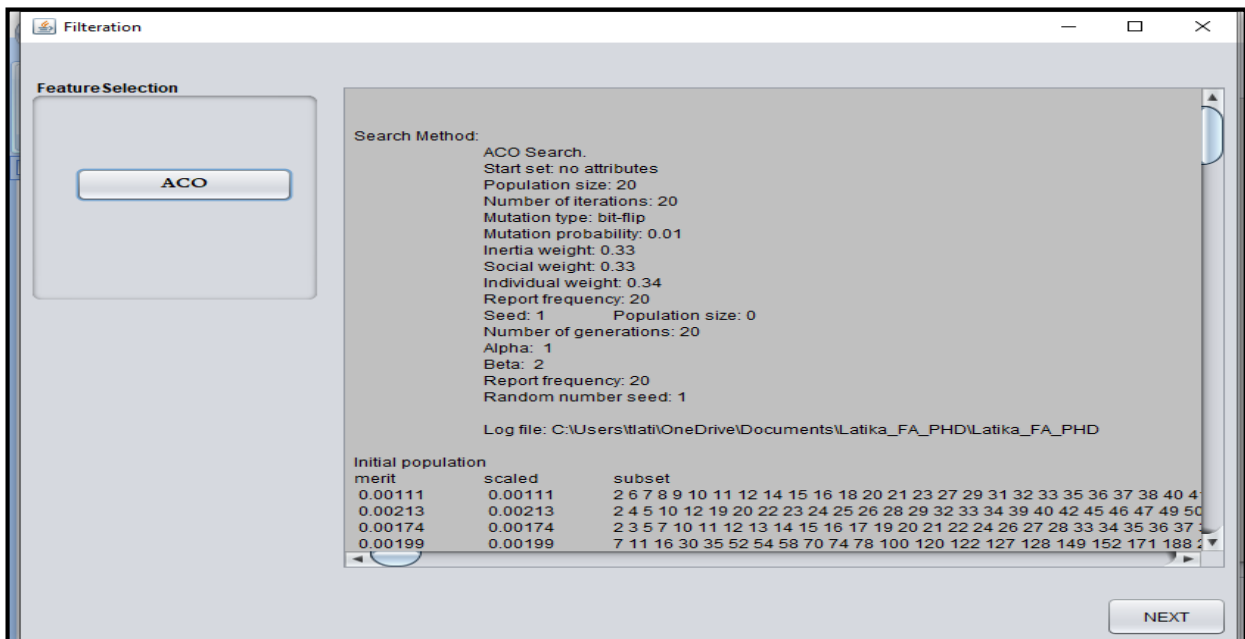 Filteration
FeatureSelection
ACO
Search Method:
ACO Search.
Start set: no attributes
Population size: 20
Number of iterations: 20
Mutation type: bit-flip
Mutation probability: 0.01
Inertia weight: 0.33
Social weight: 0.33
Individual weight: 0.34
Report frequency: 20
Seed: 1 Population size: 0
Number of generations: 20
Alpha: 1
Beta: 2
Report frequency: 20
Random number seed: 1
Log file: C:\Users\tlati\OneDrive\Documents\Latika_FA_PHD\Latika_FA_PHD
Initial population
merit scaled subset
0.00111 0.00111 2 6 7 8 9 10 11 12 14 15 16 18 20 21 23 27 29 31 32 33 35 36 37 38 40
0.00213 0.00213 2 4 5 10 12 19 20 22 23 24 25 26 28 29 32 33 34 39 40 42 45 46 47 49 50
0.00174 0.00174 2 3 5 7 10 11 12 13 14 15 16 17 19 20 21 22 24 26 27 28 33 34 35 36 37
0.00199 0.00199 7 11 16 30 35 52 54 58 70 74 78 100 120 122 127 128 149 152 171 188
NEXT